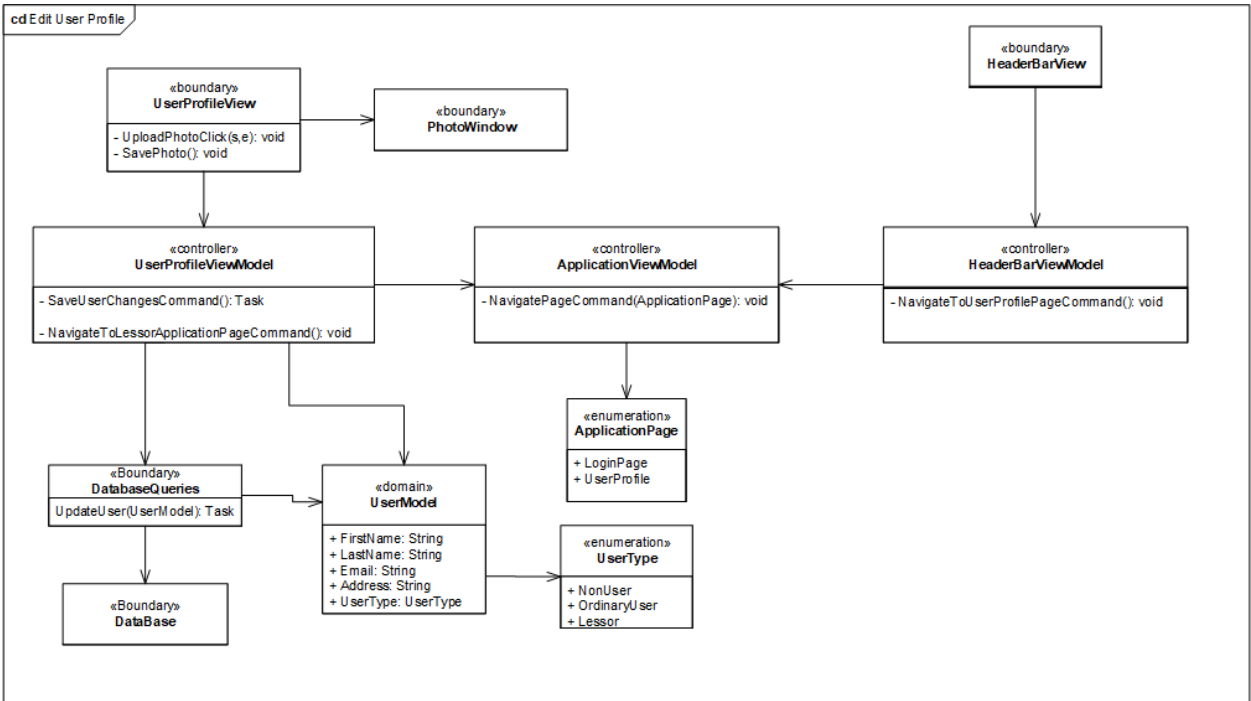 cd Edit User Profile
«boundary»
HeaderBarView
«boundary»
UserProfileView
- UploadPhotoClick(s,e): void
- SavePhoto(): void
«boundary»
PhotoWindow
«controller»
UserProfileViewModel
- SaveUserChangesCommand(): Task
- NavigateToLessorApplicationPageCommand(): void
«controller»
ApplicationViewModel
- NavigatePageCommand(ApplicationPage): void
«controller»
HeaderBarViewModel
- NavigateToUserProfilePageCommand(): void
«enumeration»
ApplicationPage
+ LoginPage
+ UserProfile
«Boundary»
DatabaseQueries
UpdateUser(UserModel): Task
«domain»
UserModel
+ FirstName: String
+ LastName: String
+ Email: String
+ Address: String
+ UserType: UserType
«enumeration»
UserType
+ NonUser
+ OrdinaryUser
+ Lessor
«Boundary»
DataBase